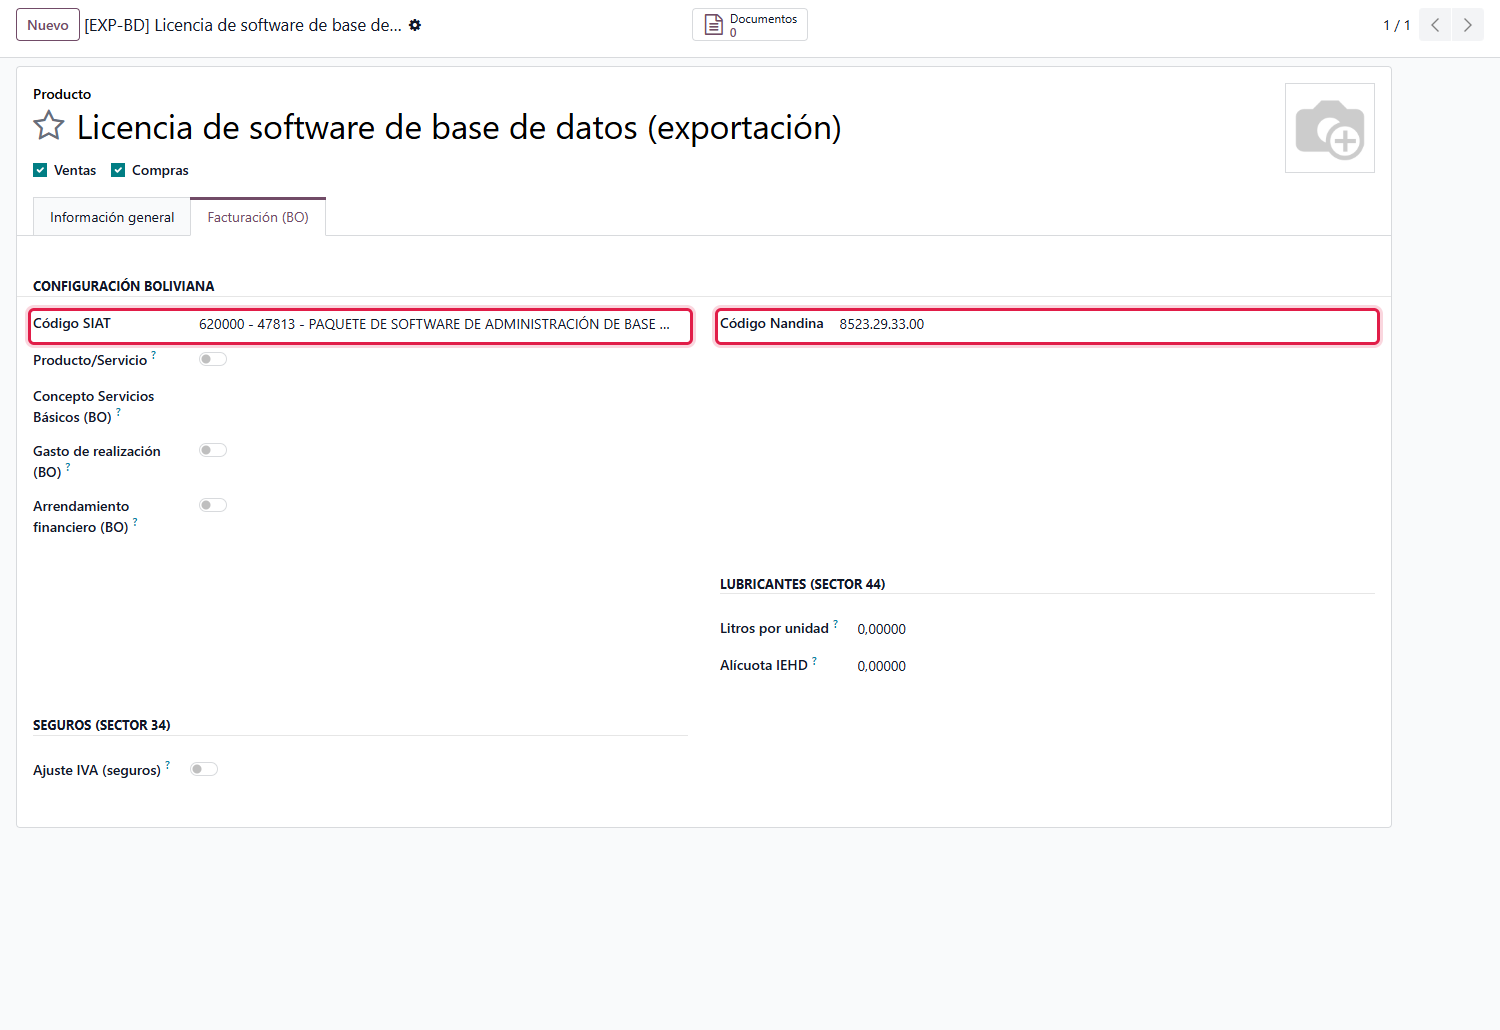 Nuevo
[EXP-BD] Licencia de software de base de...
Documentos
0
1 / 1
Producto
Licencia de software de base de datos (exportación)
Ventas
Compras
Información general
Facturación (BO)
CONFIGURACIÓN BOLIVIANA
Código SIAT
620000 - 47813 - PAQUETE DE SOFTWARE DE ADMINISTRACIÓN DE BASE ...
Código Nandina
8523.29.33.00
Producto/Servicio ?
Concepto Servicios
Básicos (BO) ?
Gasto de realización
(BO) ?
Arrendamiento
financiero (BO) ?
LUBRICANTES (SECTOR 44)
Litros por unidad ?
0,00000
Alícuota IEHD ?
0,00000
SEGUROS (SECTOR 34)
Ajuste IVA (seguros) ?